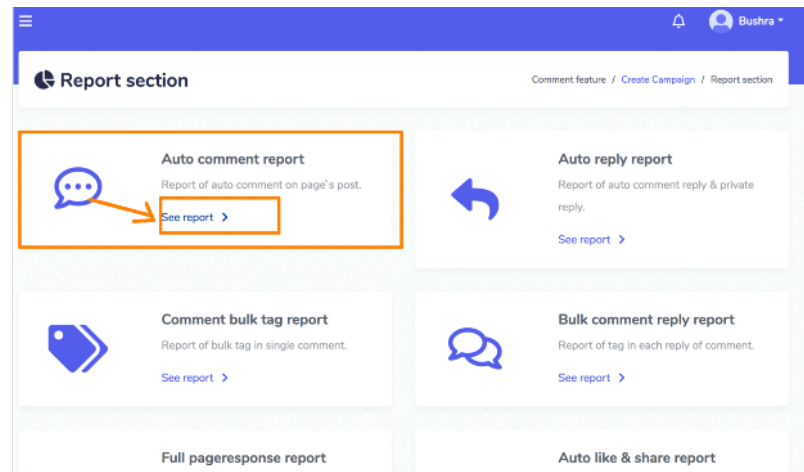 Bushra
Report section
Comment feature / Create Campaign / Report section
Auto comment report
Report of auto comment on page`s post.
See report
Auto reply report
Report of auto comment reply & private
reply.
See report
Comment bulk tag report
Report of bulk tag in single comment.
See report
Bulk comment reply report
Report of tag in each reply of comment.
See report
Full pageresponse report
Auto like & share report